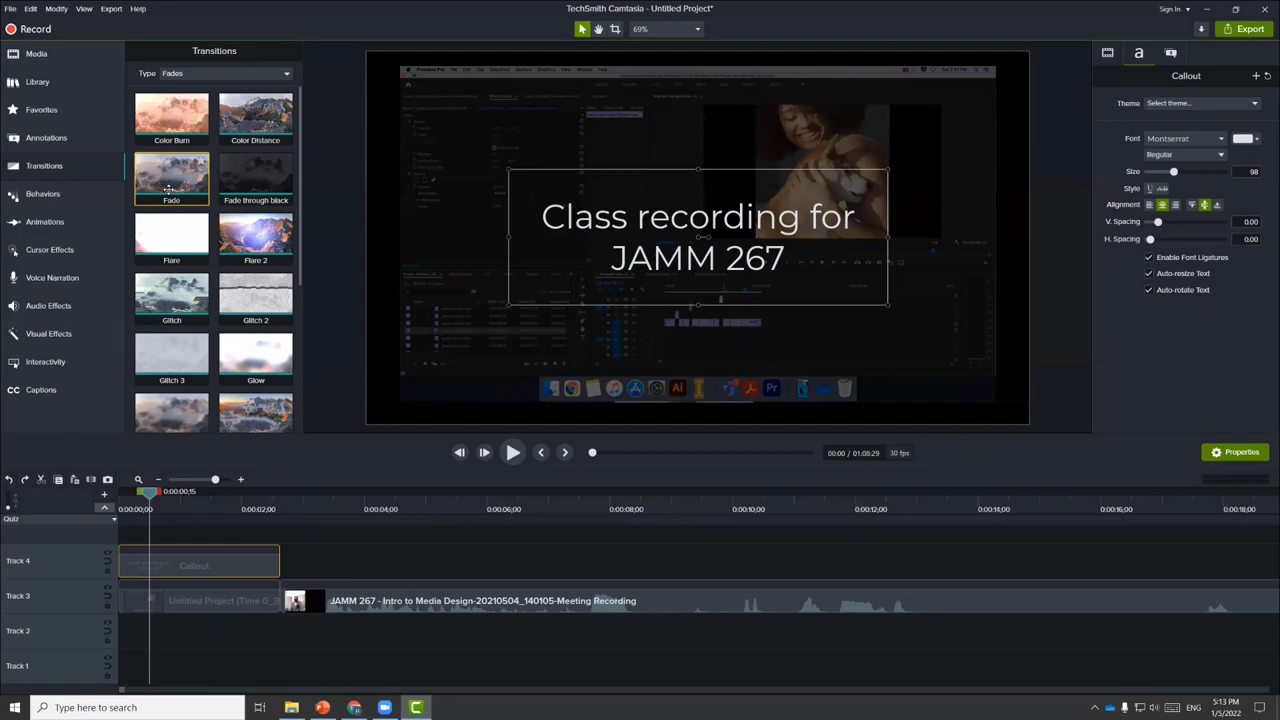 File Edit Modify View Export Help
TechSmith Camtasia - Untitled Project*
Sign In
Record
69%
Export
Media
Library
Favorites
Annotations
Transitions
Behaviors
Animations
Cursor Effects
Voice Narration
Audio Effects
Visual Effects
Interactivity
CC Captions
Transitions
Type Fades
Color Burn Color Distance
Fade Fade through black
Flare Flare 2
Glitch Glitch 2
Glitch 3 Glow
Class recording for
JAMM 267
Ai
Pr
a
Callout
Theme Select theme...
Font Montserrat
Regular
Size 98
Style
Alignment
V. Spacing 0.00
H. Spacing 0.00
Enable Font Ligatures
Auto-resize Text
Auto-rotate Text
00:00 / 01:08:29 30 fps
Properties
0:00:00;15
0:00:00;00 0:00:02;00 0:00:04;00 0:00:06;00 0:00:08;00 0:00:10;00 0:00:12;00 0:00:14;00 0:00:16;00 0:00:18;00
Quiz
Track 4
Callout
Track 3
Untitled Project (Time 0_
JAMM 267 - Intro to Media Design-20210504_140105-Meeting Recording
Track 2
Track 1
Type here to search
ENG
5:13 PM
1/5/2022